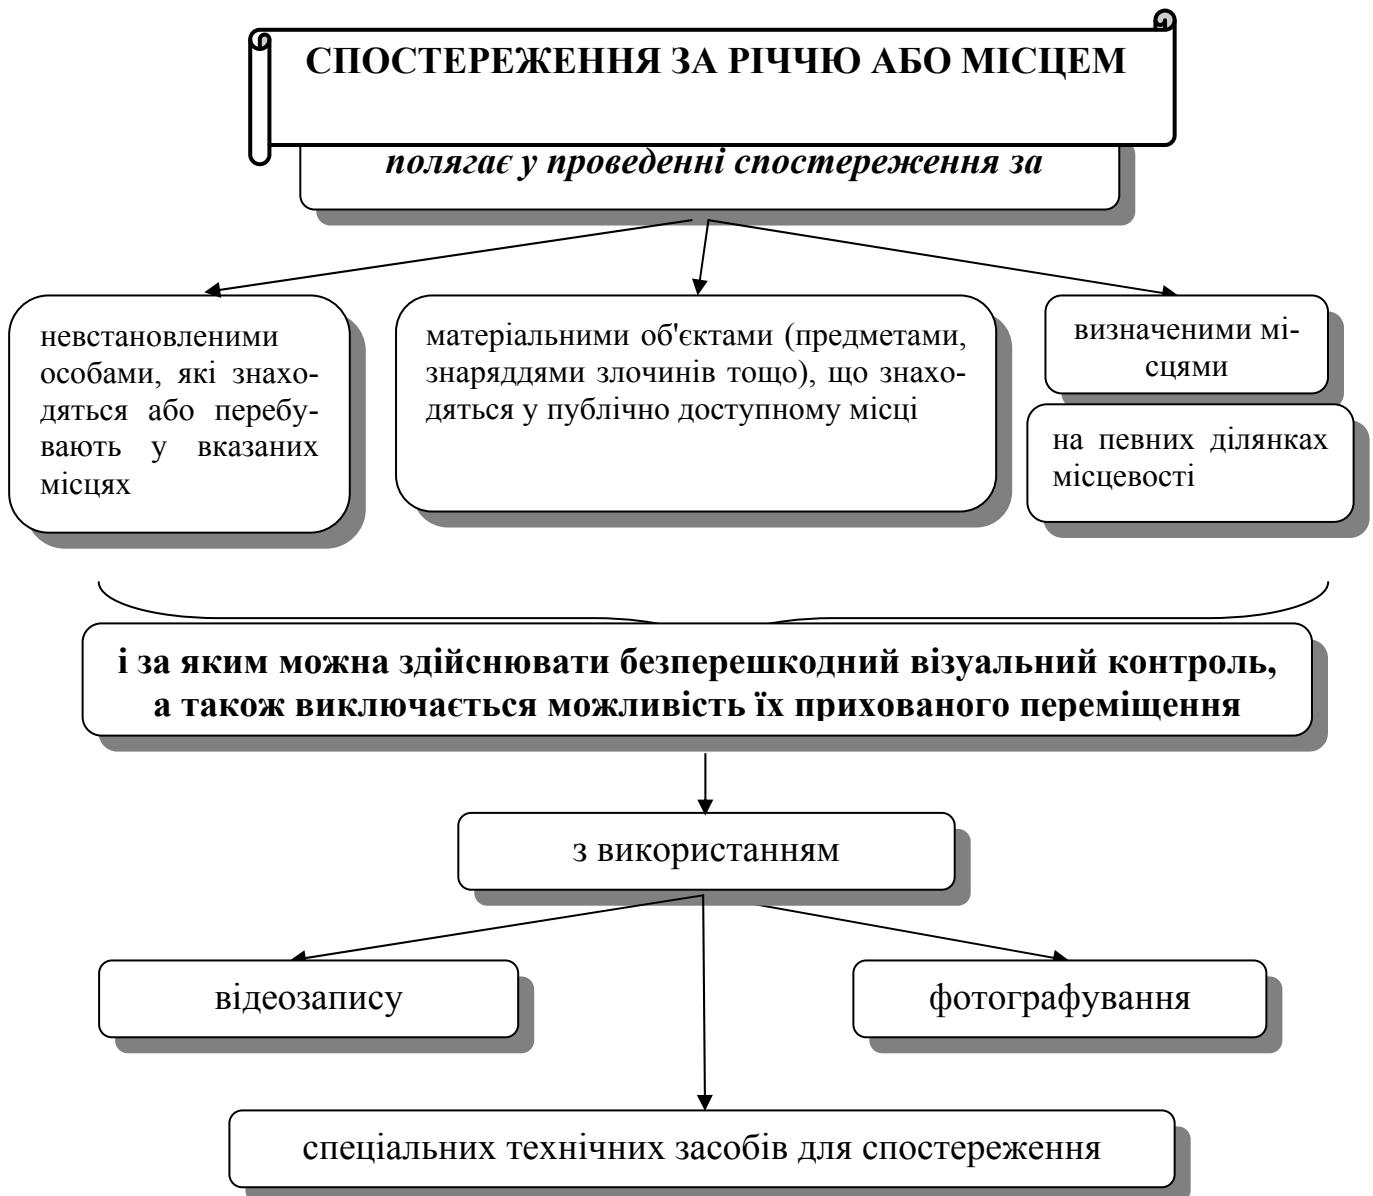 СПОСТЕРЕЖЕННЯ ЗА РІЧЧЮ АБО МІСЦЕМ
полягає у проведенні спостереження за
невстановленими
особами, які знахо-
дяться або перебу-
вають у вказаних
місцях
матеріальними об'єктами (предметами,
знаряддями злочинів тощо), що знахо-
дяться у публічно доступному місці
визначеними мі-
сцями
на певних ділянках
місцевості
і за яким можна здійснювати безперешкодний візуальний контроль,
а також виключається можливість їх прихованого переміщення
з використанням
відеозапису
фотографування
спеціальних технічних засобів для спостереження